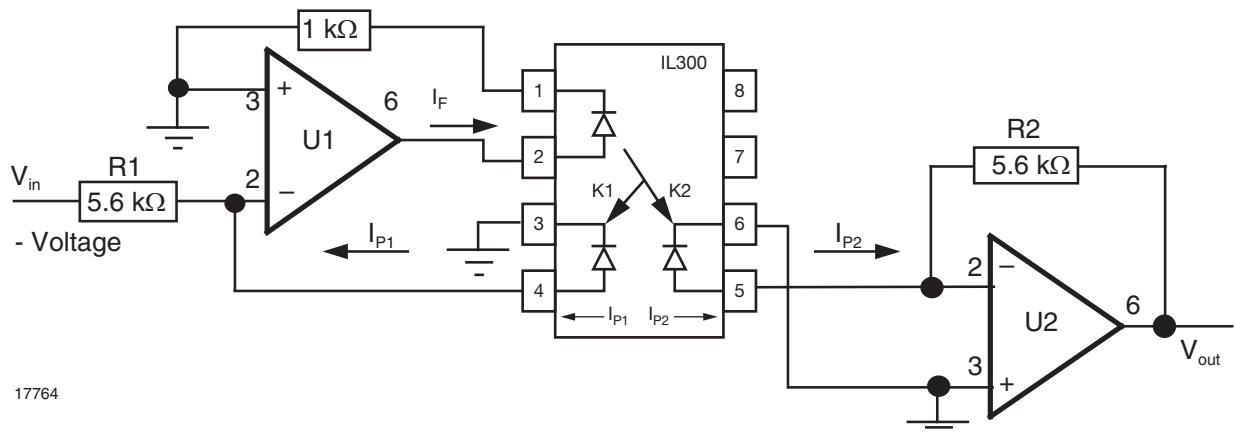 1 kΩ
IL300
3
+
6
U1
I_F
1
8
2
7
V_in
R1
5.6 kΩ
2
–
- Voltage
I_P1
K1
K2
3
6
4
5
I_P1
I_P2
I_P2
R2
5.6 kΩ
2
–
6
U2
3
+
V_out
17764